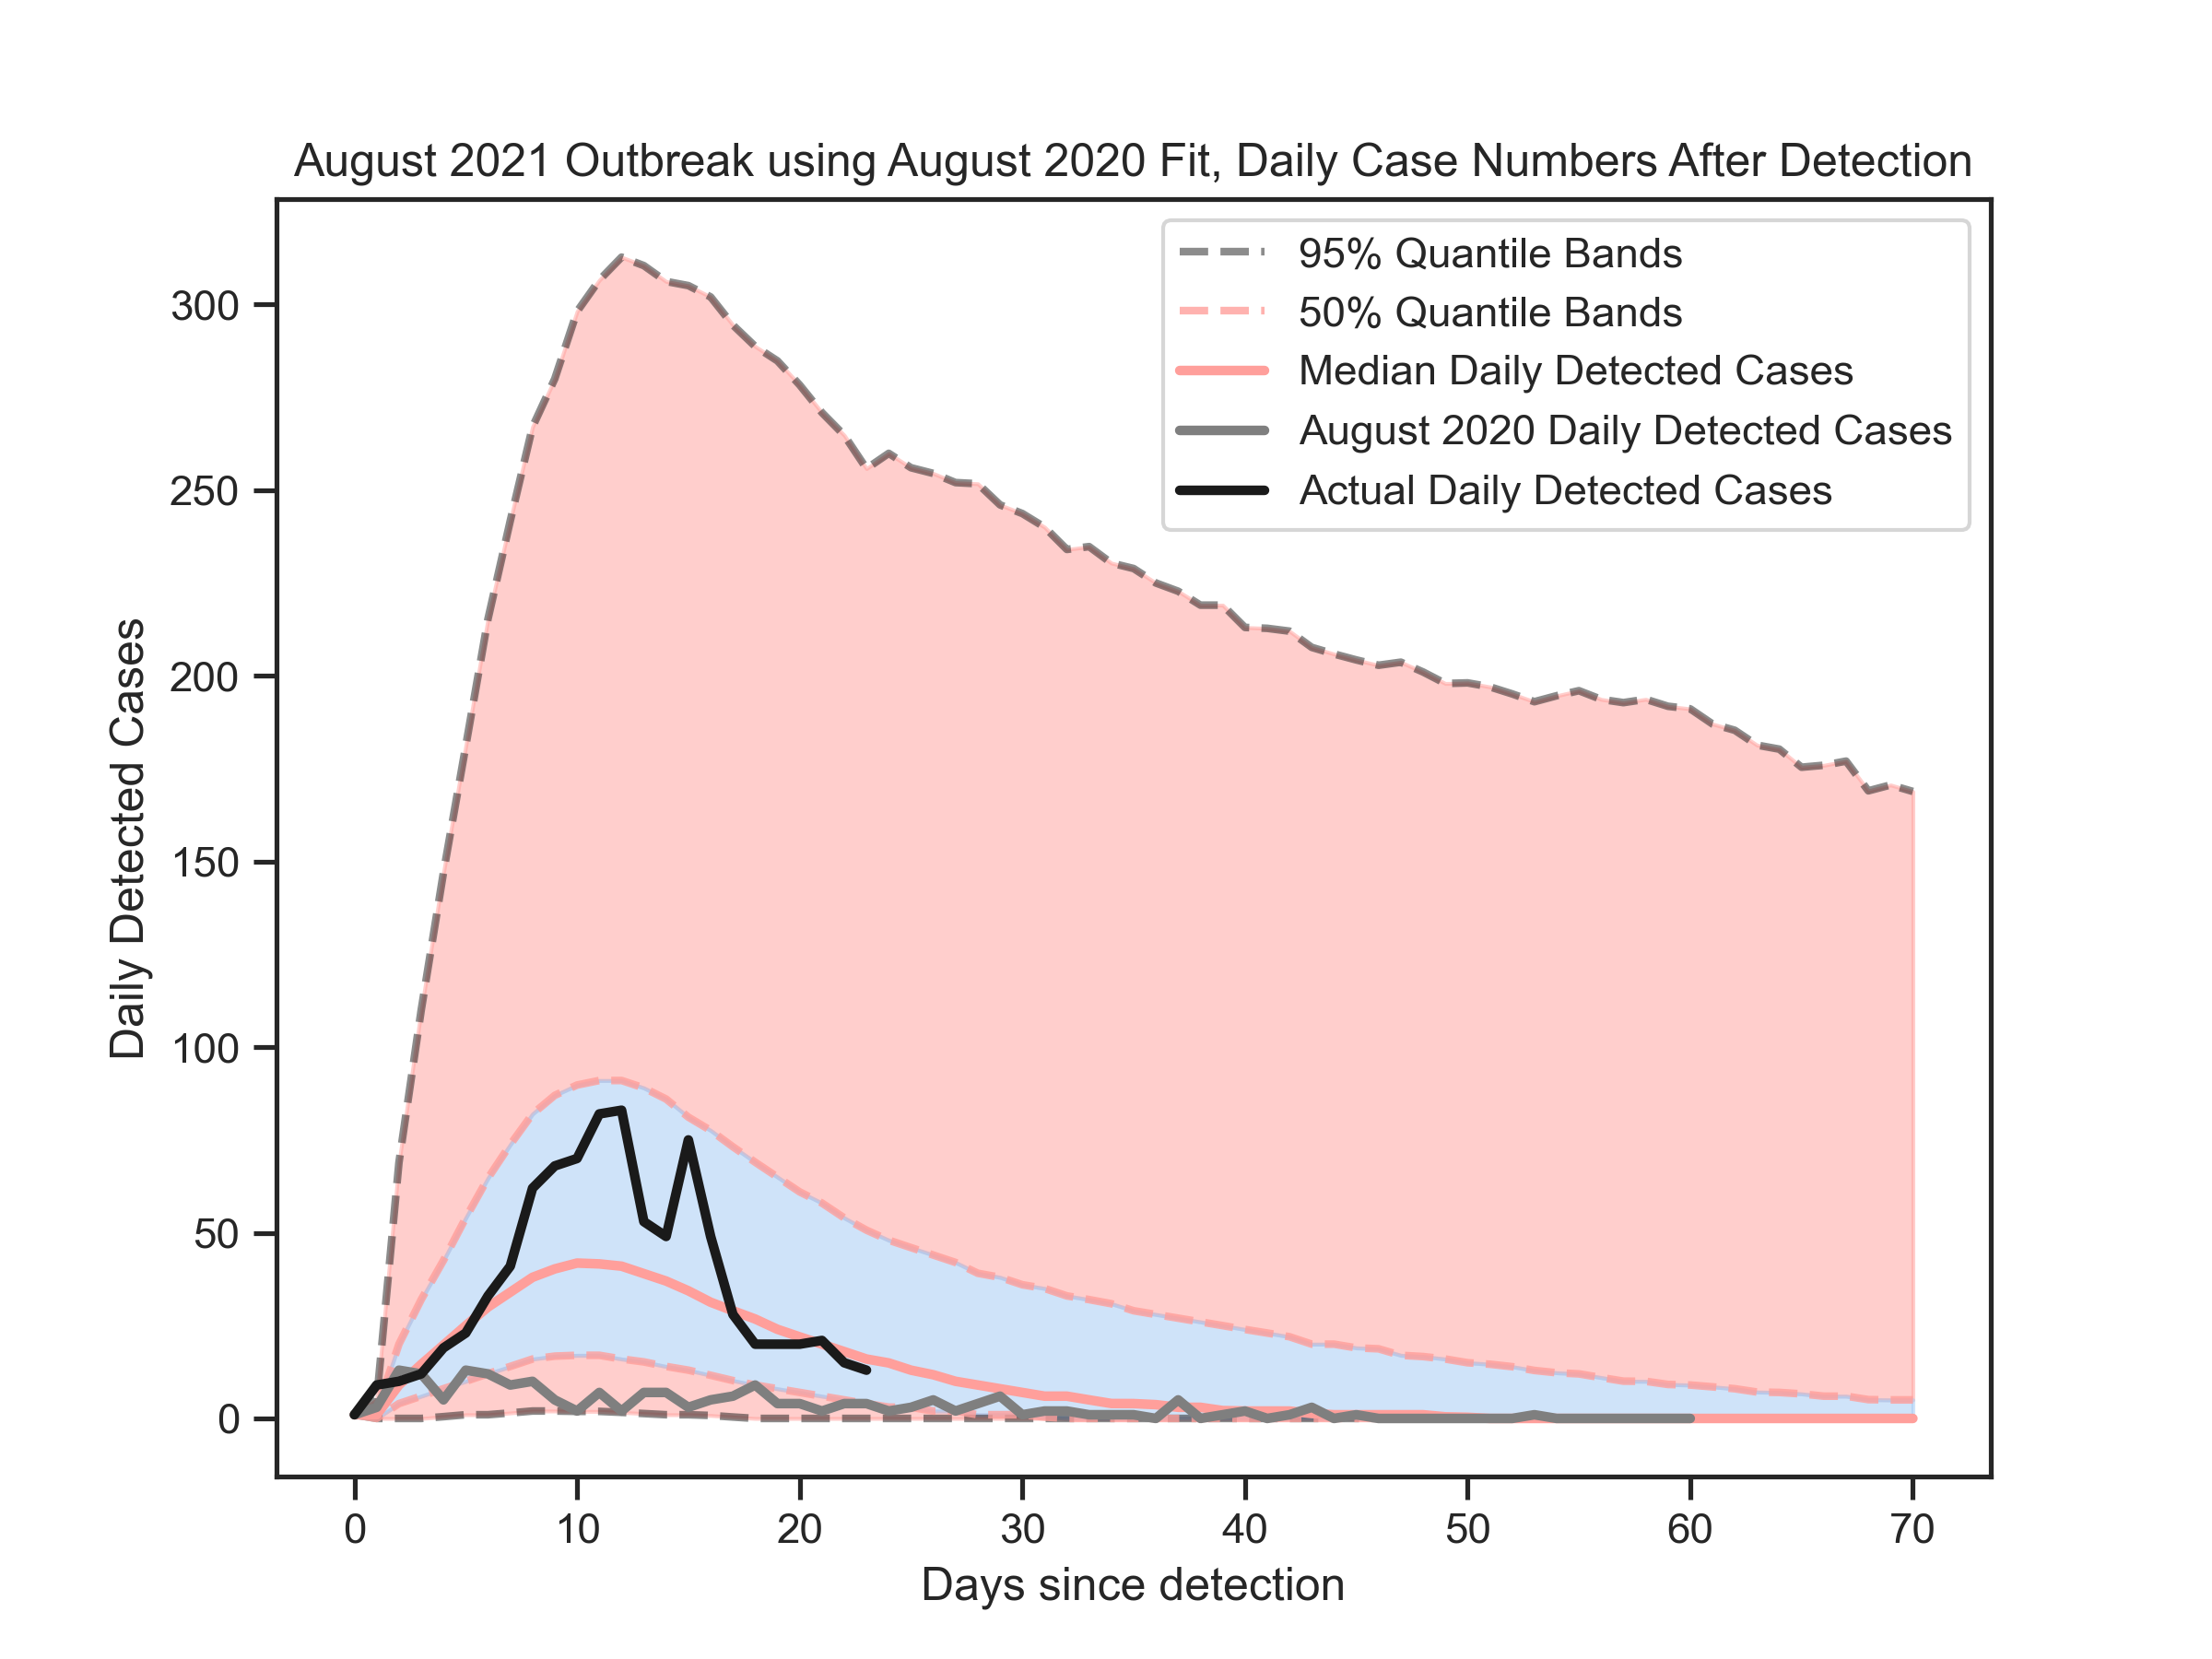 August 2021 Outbreak using August 2020 Fit, Daily Case Numbers After Detection
95% Quantile Bands
50% Quantile Bands
Median Daily Detected Cases
August 2020 Daily Detected Cases
Actual Daily Detected Cases
Daily Detected Cases
300
250
200
150
100
50
0
0 10 20 30 40 50 60 70
Days since detection